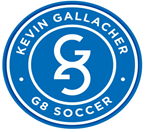 KEVIN GALLACHER
G8
· G8 SOCCER ·